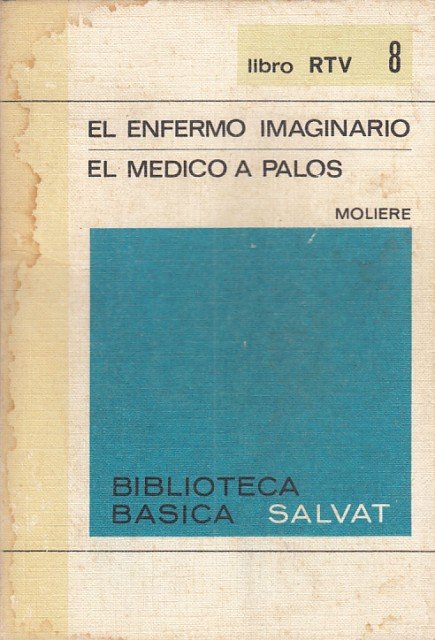 libro RTV 8
EL ENFERMO IMAGINARIO
EL MEDICO A PALOS
MOLIERE
BIBLIOTECA
BASICA SALVAT